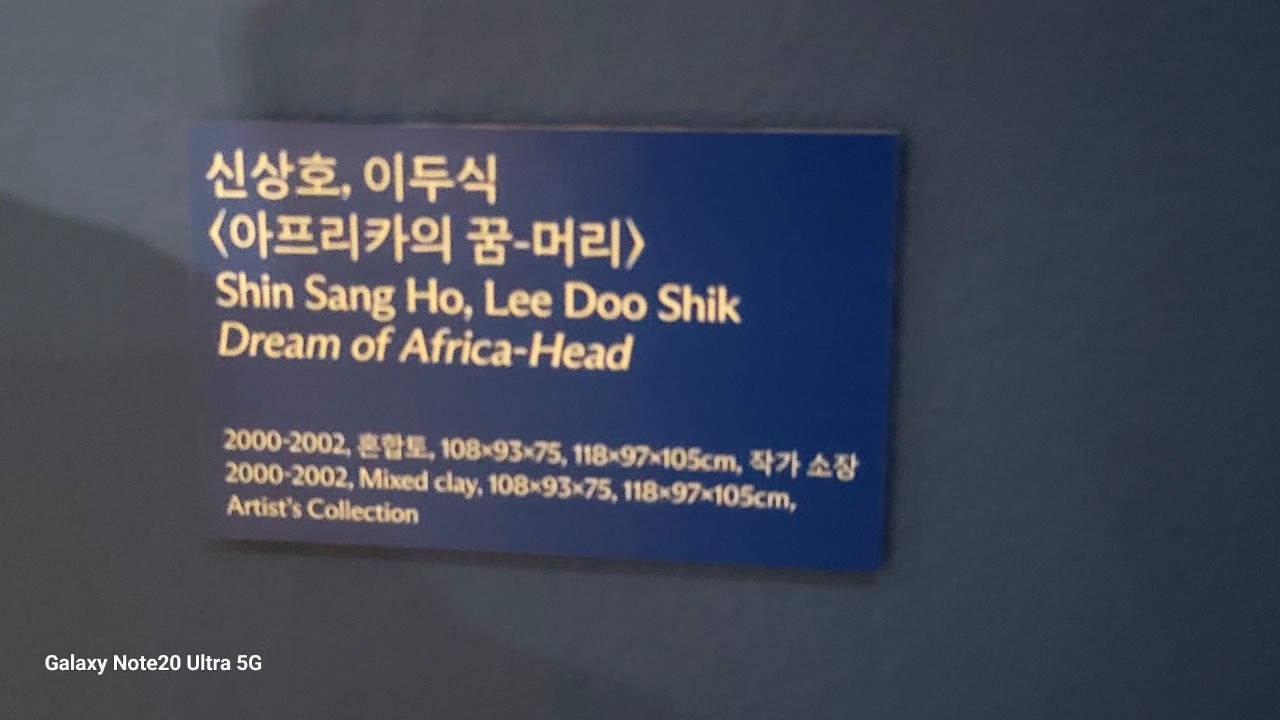 신상호, 이두식
〈아프리카의 꿈-머리〉
Shin Sang Ho, Lee Doo Shik
Dream of Africa-Head
2000-2002, 혼합토, 108×93×75, 118×97×105cm, 작가 소장
2000-2002, Mixed clay, 108×93×75, 118×97×105cm,
Artist's Collection
Galaxy Note20 Ultra 5G